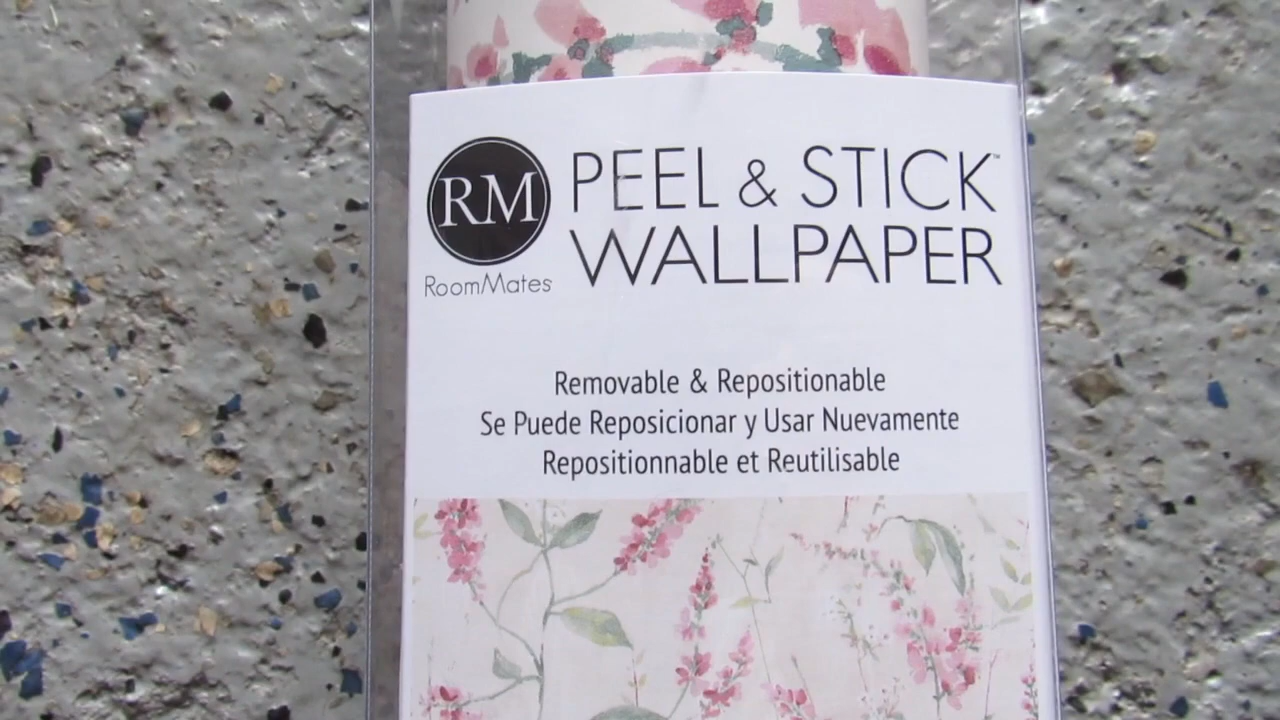 RM
RoomMates
PEEL & STICK™
WALLPAPER
Removable & Repositionable
Se Puede Reposicionar y Usar Nuevamente
Repositionnable et Reutilisable